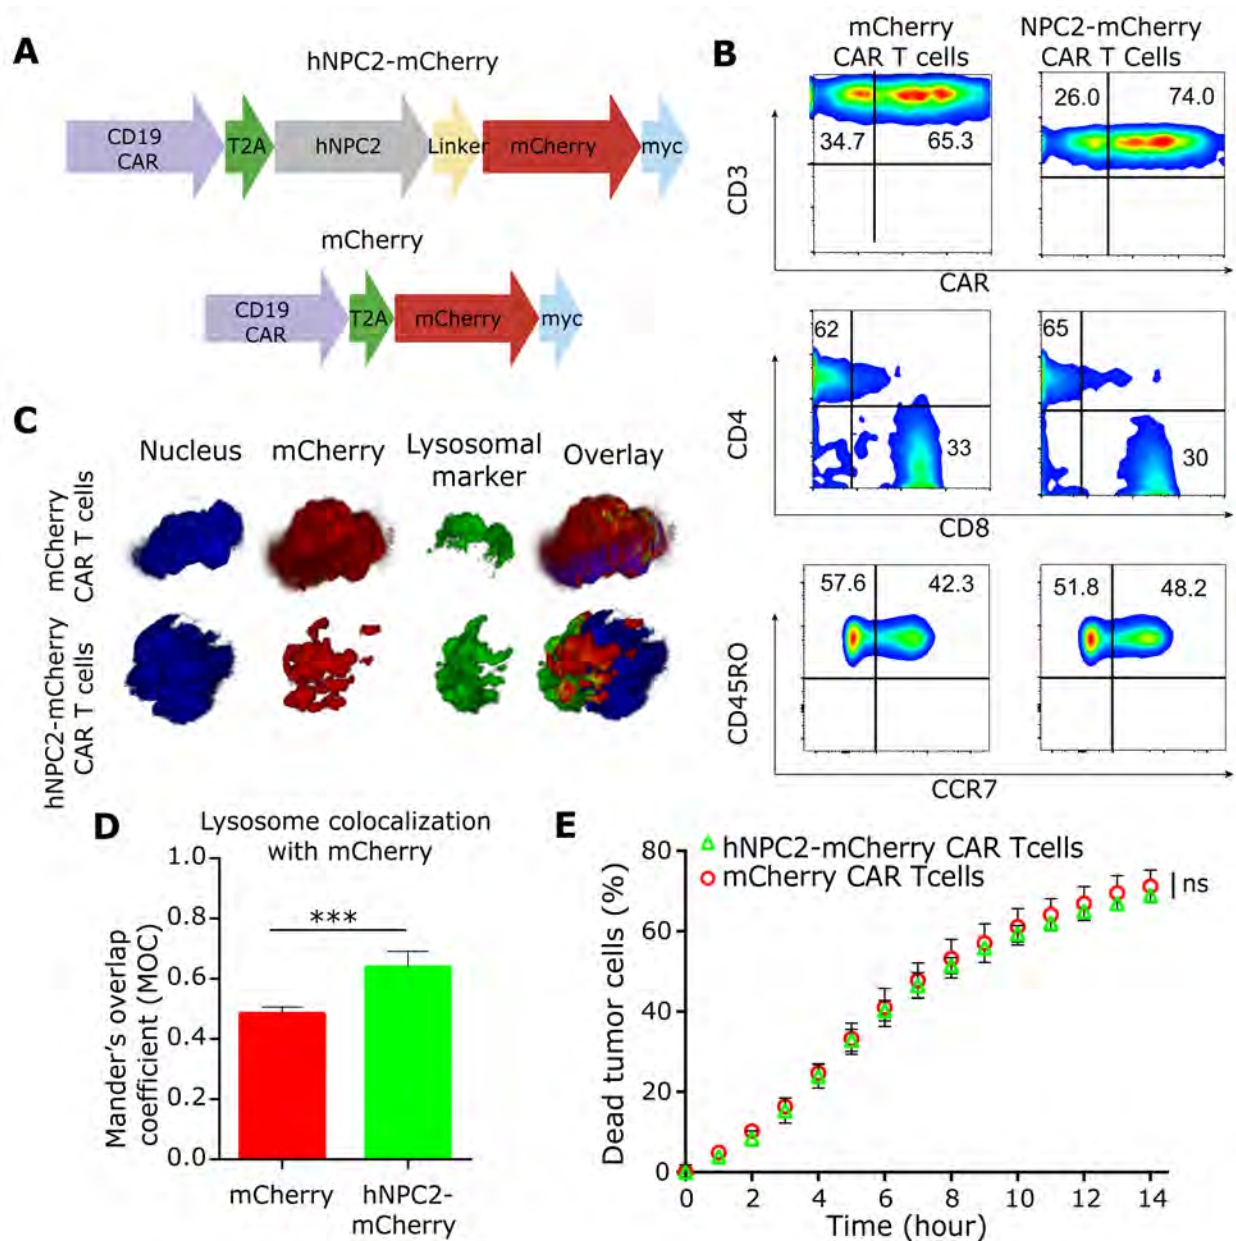 A
hNPC2-mCherry
CD19
CAR
T2A
hNPC2
Linker
mCherry
myc
mCherry
CD19
CAR
T2A
mCherry
myc
B
mCherry
CAR T cells
NPC2-mCherry
CAR T Cells
34.7
65.3
26.0
74.0
CD3
CAR
62
33
65
30
CD4
CD8
57.6
42.3
51.8
48.2
CD45RO
CCR7
C
Nucleus
mCherry
Lysosomal
marker
Overlay
mCherry
CAR T cells
hNPC2-mCherry
CAR T cells
D
Lysosome colocalization
with mCherry
Mander's overlap
coefficient (MOC)
1.0
0.8
0.6
0.4
0.2
0.0
***
mCherry
hNPC2-
mCherry
E
hNPC2-mCherry CAR Tcells
mCherry CAR Tcells
ns
Dead tumor cells (%)
80
60
40
20
0
0 2 4 6 8 10 12 14
Time (hour)